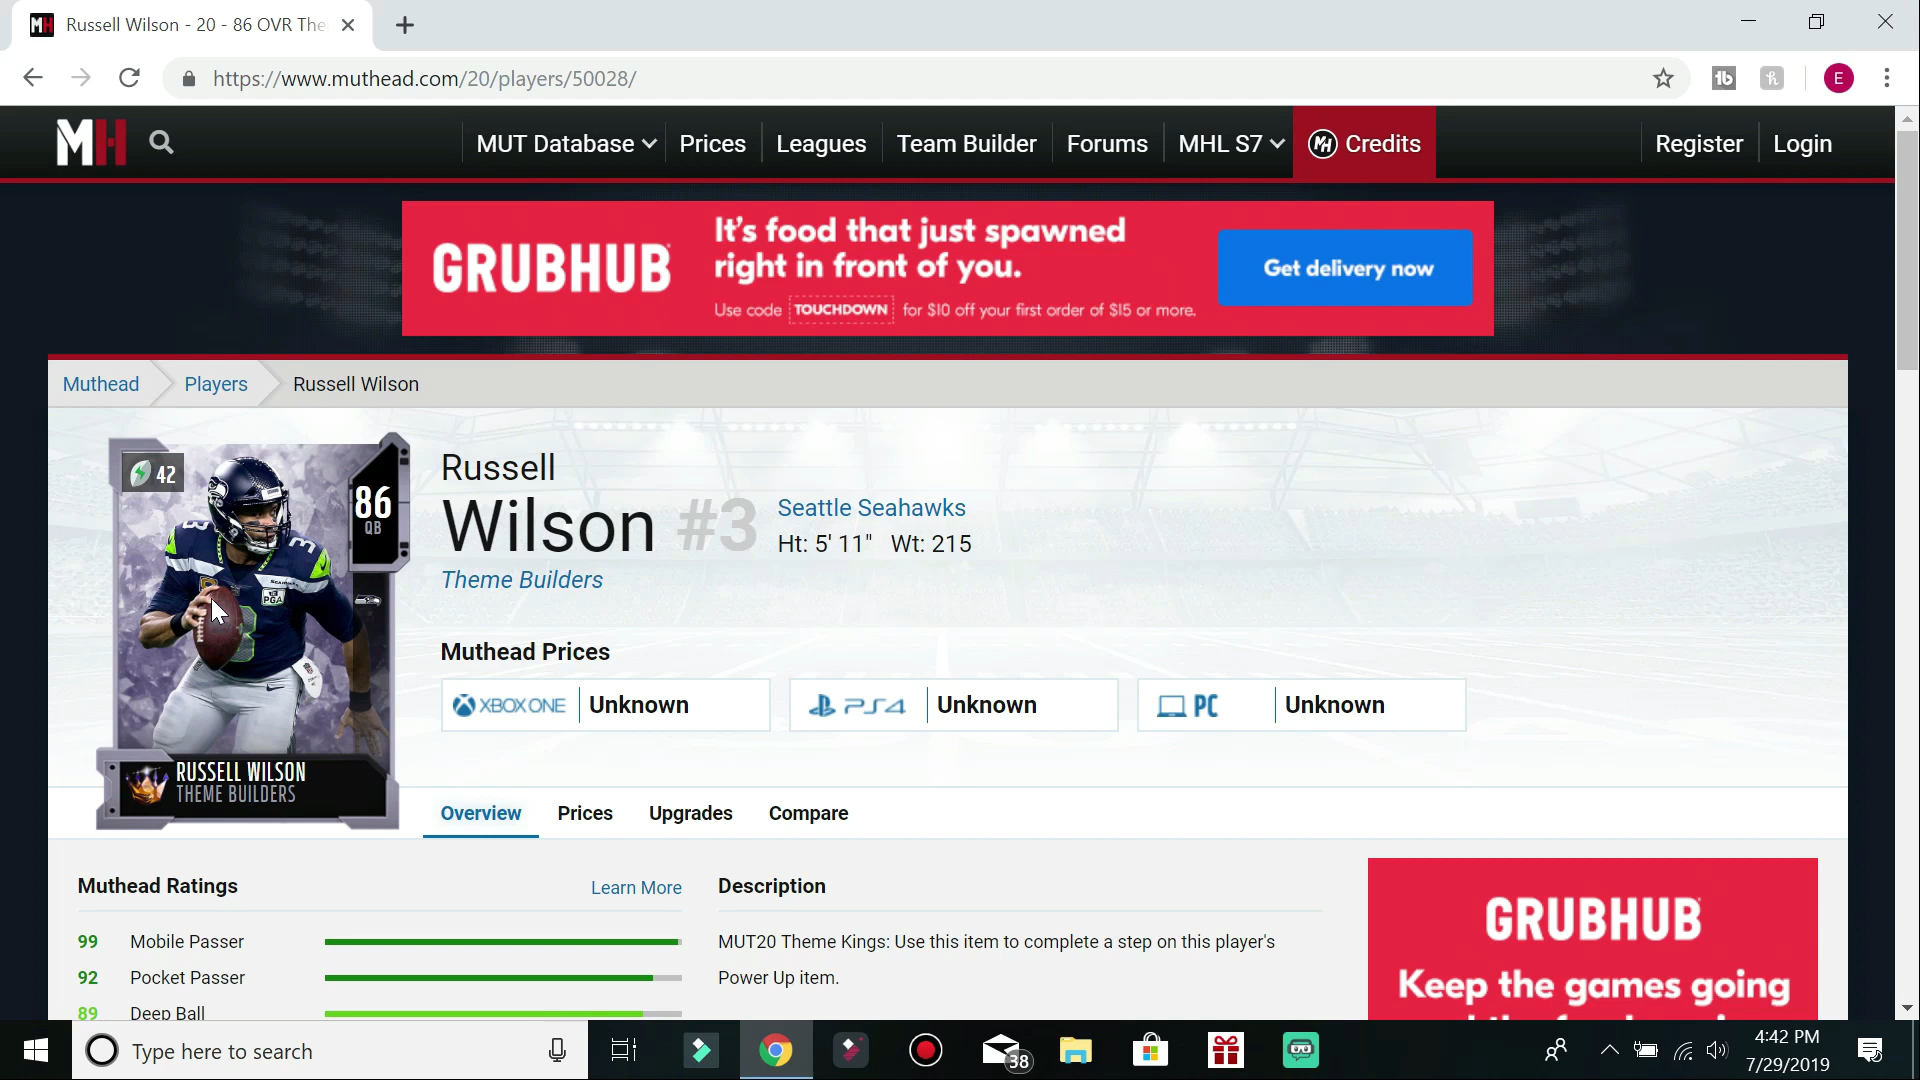 Russell Wilson - 20 - 86 OVR The
https://www.muthead.com/20/players/50028/
E
MH
MUT Database
Prices
Leagues
Team Builder
Forums
MHL S7
Credits
Register
Login
GRUBHUB
It's food that just spawned
right in front of you.
Use code TOUCHDOWN for $10 off your first order of $15 or more.
Get delivery now
Muthead
Players
Russell Wilson
42
86
QB
RUSSELL WILSON
THEME BUILDERS
Russell
Wilson #3
Seattle Seahawks
Ht: 5' 11" Wt: 215
Theme Builders
Muthead Prices
XBOX ONE Unknown
PS4 Unknown
PC Unknown
Overview
Prices
Upgrades
Compare
Muthead Ratings
Learn More
99 Mobile Passer
92 Pocket Passer
89 Deep Ball
Description
MUT20 Theme Kings: Use this item to complete a step on this player's
Power Up item.
GRUBHUB
Keep the games going
Type here to search
38
4:42 PM
7/29/2019